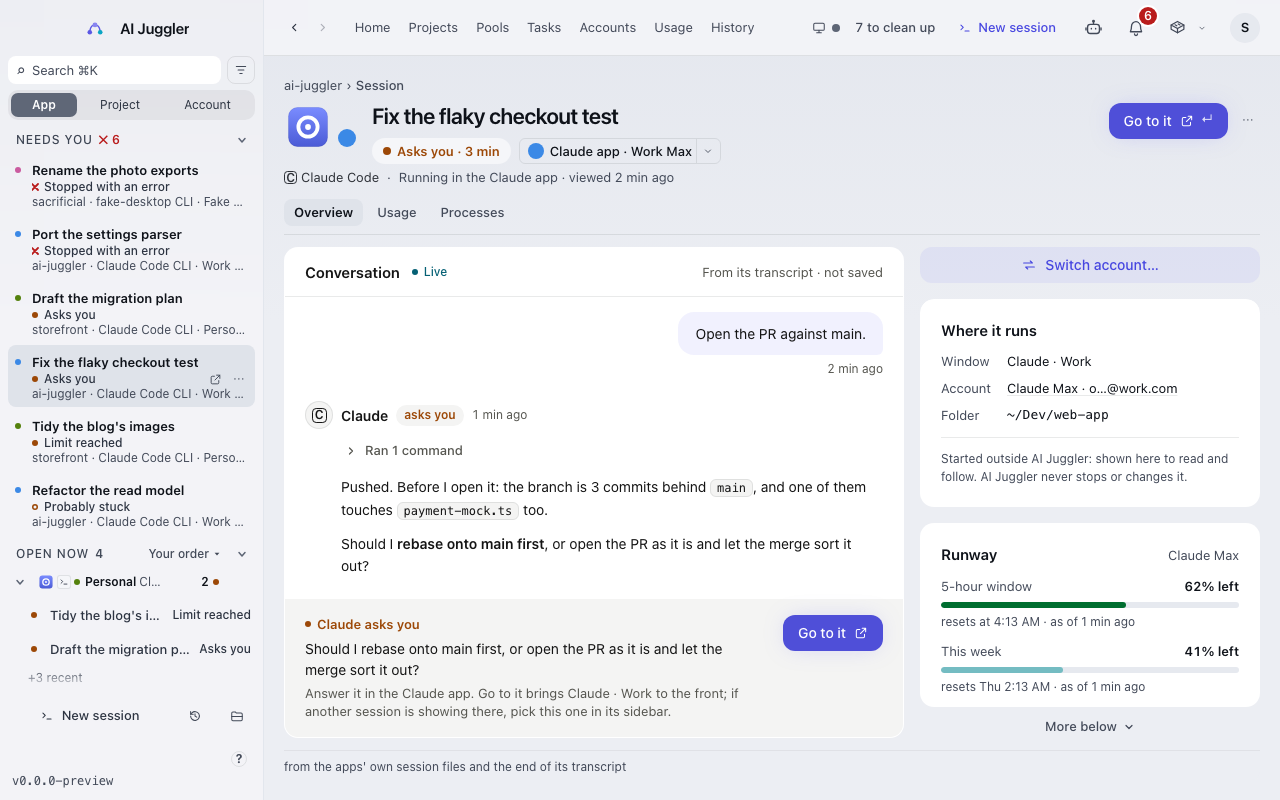 AI Juggler
Search ⌘K
App
Project
Account
NEEDS YOU 6
Rename the photo exports
Stopped with an error
sacrificial · fake-desktop CLI · Fake ...
Port the settings parser
Stopped with an error
ai-juggler · Claude Code CLI · Work ...
Draft the migration plan
Asks you
storefront · Claude Code CLI · Perso...
Fix the flaky checkout test
Asks you
ai-juggler · Claude Code CLI · Work ...
Tidy the blog's images
Limit reached
storefront · Claude Code CLI · Perso...
Refactor the read model
Probably stuck
ai-juggler · Claude Code CLI · Work ...
OPEN NOW 4
Your order
Personal Cl... 2
Tidy the blog's i... Limit reached
Draft the migration p... Asks you
+3 recent
New session
?
v0.0.0-preview
Home
Projects
Pools
Tasks
Accounts
Usage
History
7 to clean up
New session
6
S
ai-juggler › Session
Fix the flaky checkout test
Asks you · 3 min
Claude app · Work Max
Go to it
Claude Code · Running in the Claude app · viewed 2 min ago
Overview
Usage
Processes
Conversation
Live
From its transcript · not saved
Open the PR against main.
2 min ago
Claude asks you 1 min ago
Ran 1 command
Pushed. Before I open it: the branch is 3 commits behind main, and one of them
touches payment-mock.ts too.
Should I rebase onto main first, or open the PR as it is and let the merge sort it
out?
Claude asks you
Should I rebase onto main first, or open the PR as it is and let the
merge sort it out?
Answer it in the Claude app. Go to it brings Claude · Work to the front; if
another session is showing there, pick this one in its sidebar.
Go to it
Switch account...
Where it runs
Window Claude · Work
Account Claude Max · o...@work.com
Folder ~/Dev/web-app
Started outside AI Juggler: shown here to read and
follow. AI Juggler never stops or changes it.
Runway
Claude Max
5-hour window 62% left
resets at 4:13 AM · as of 1 min ago
This week 41% left
resets Thu 2:13 AM · as of 1 min ago
More below
from the apps' own session files and the end of its transcript